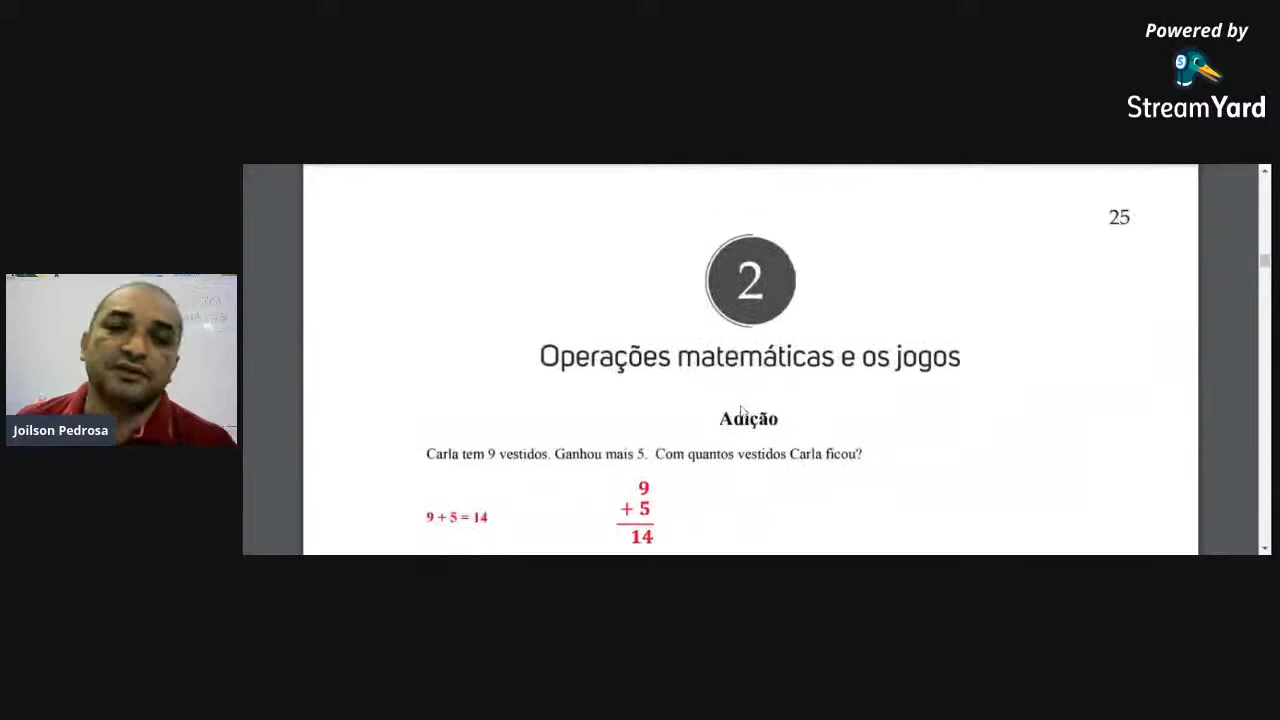 Powered by
StreamYard
25
2
Operações matemáticas e os jogos
Adição
Carla tem 9 vestidos. Ganhou mais 5. Com quantos vestidos Carla ficou?
9 + 5 = 14
9
+ 5
14
Joilson Pedrosa